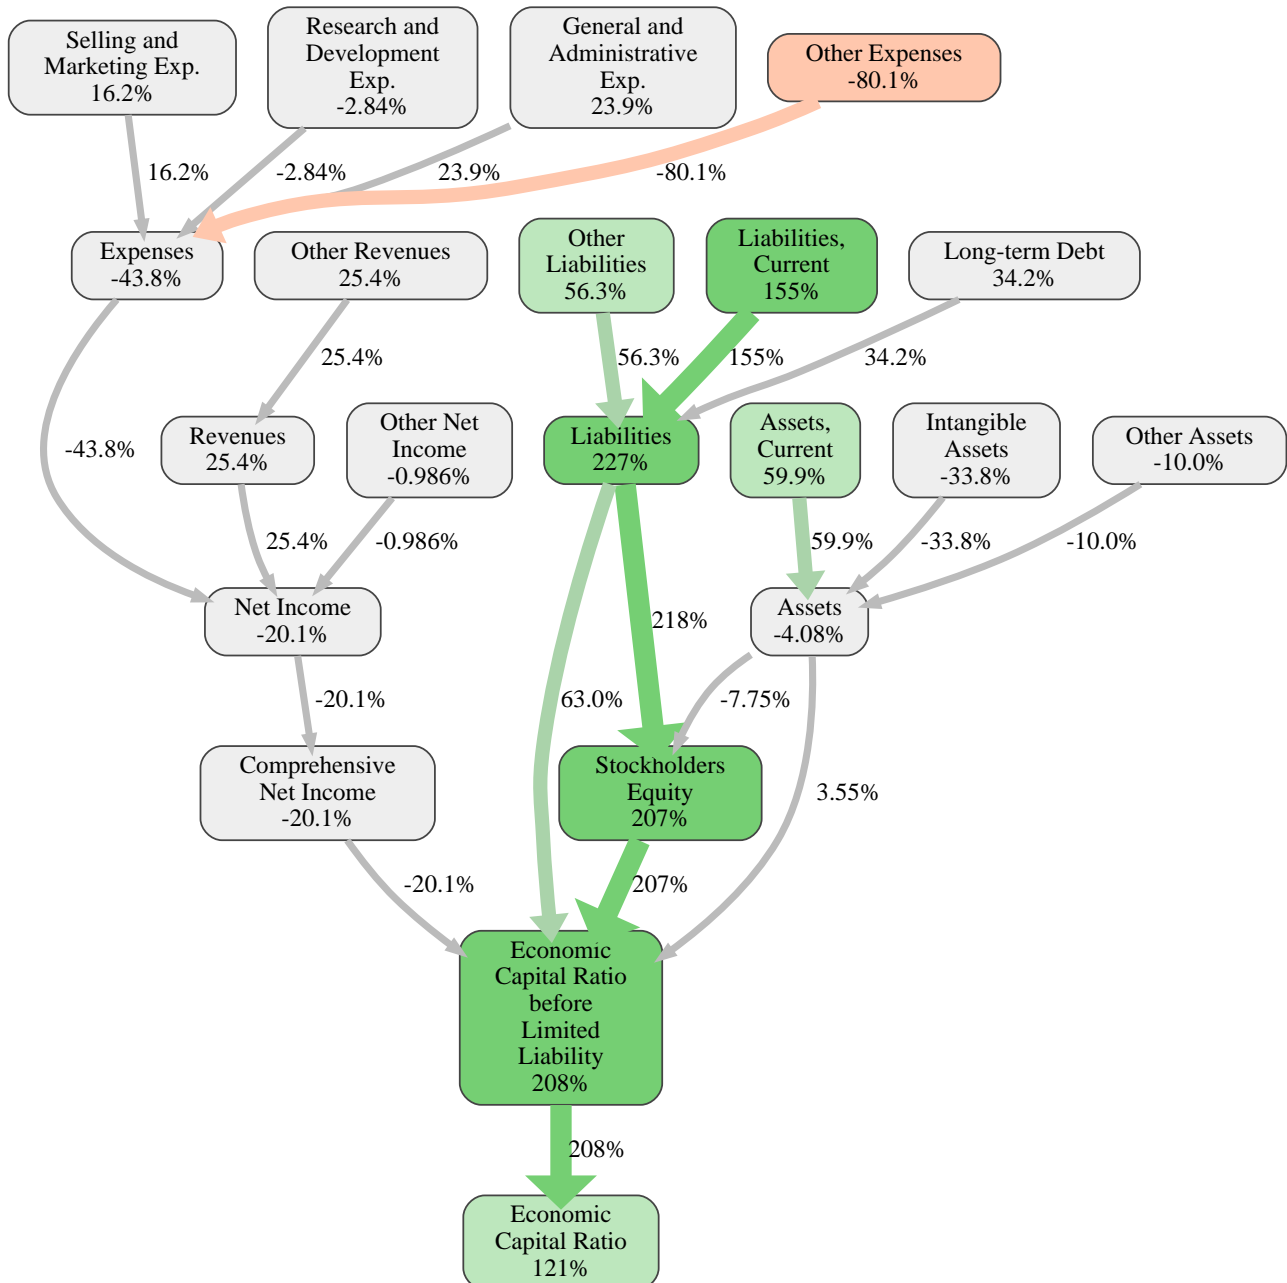 Selling and
Marketing Exp.
16.2%
Research and
Development
Exp.
-2.84%
General and
Administrative
Exp.
23.9%
Other Expenses
-80.1%
16.2%
-2.84%
23.9%
-80.1%
Expenses
-43.8%
Other Revenues
25.4%
Other
Liabilities
56.3%
Liabilities,
Current
155%
Long-term Debt
34.2%
25.4%
56.3%
155%
34.2%
-43.8%
Revenues
25.4%
Other Net
Income
-0.986%
Liabilities
227%
Assets,
Current
59.9%
Intangible
Assets
-33.8%
Other Assets
-10.0%
25.4%
-0.986%
59.9%
-33.8%
-10.0%
Net Income
-20.1%
218%
Assets
-4.08%
-20.1%
63.0%
-7.75%
3.55%
Comprehensive
Net Income
-20.1%
Stockholders
Equity
207%
-20.1%
207%
Economic
Capital Ratio
before
Limited
Liability
208%
208%
Economic
Capital Ratio
121%